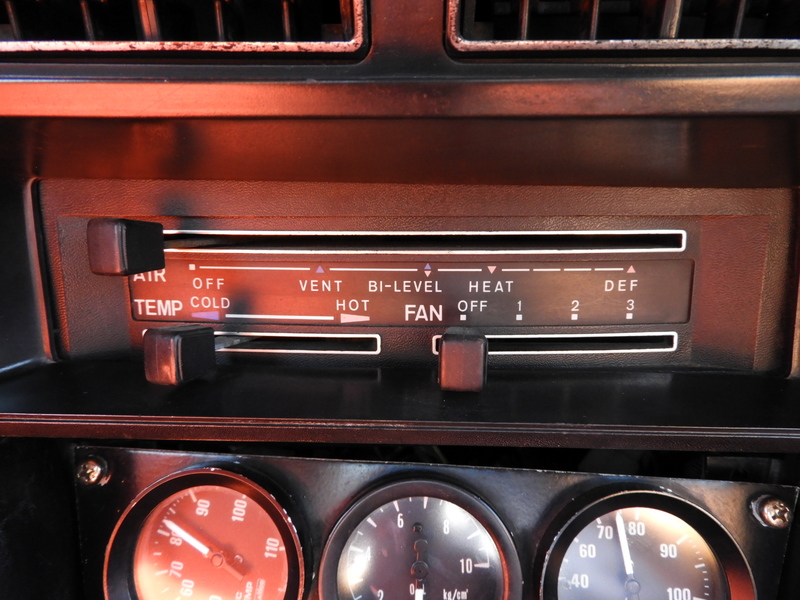 AIR
OFF VENT BI-LEVEL HEAT DEF
TEMP COLD HOT FAN OFF 1 2 3
60 70 80 90 100 110
2 6 8 10 0 kg/cm²
40 60 70 80 90 100